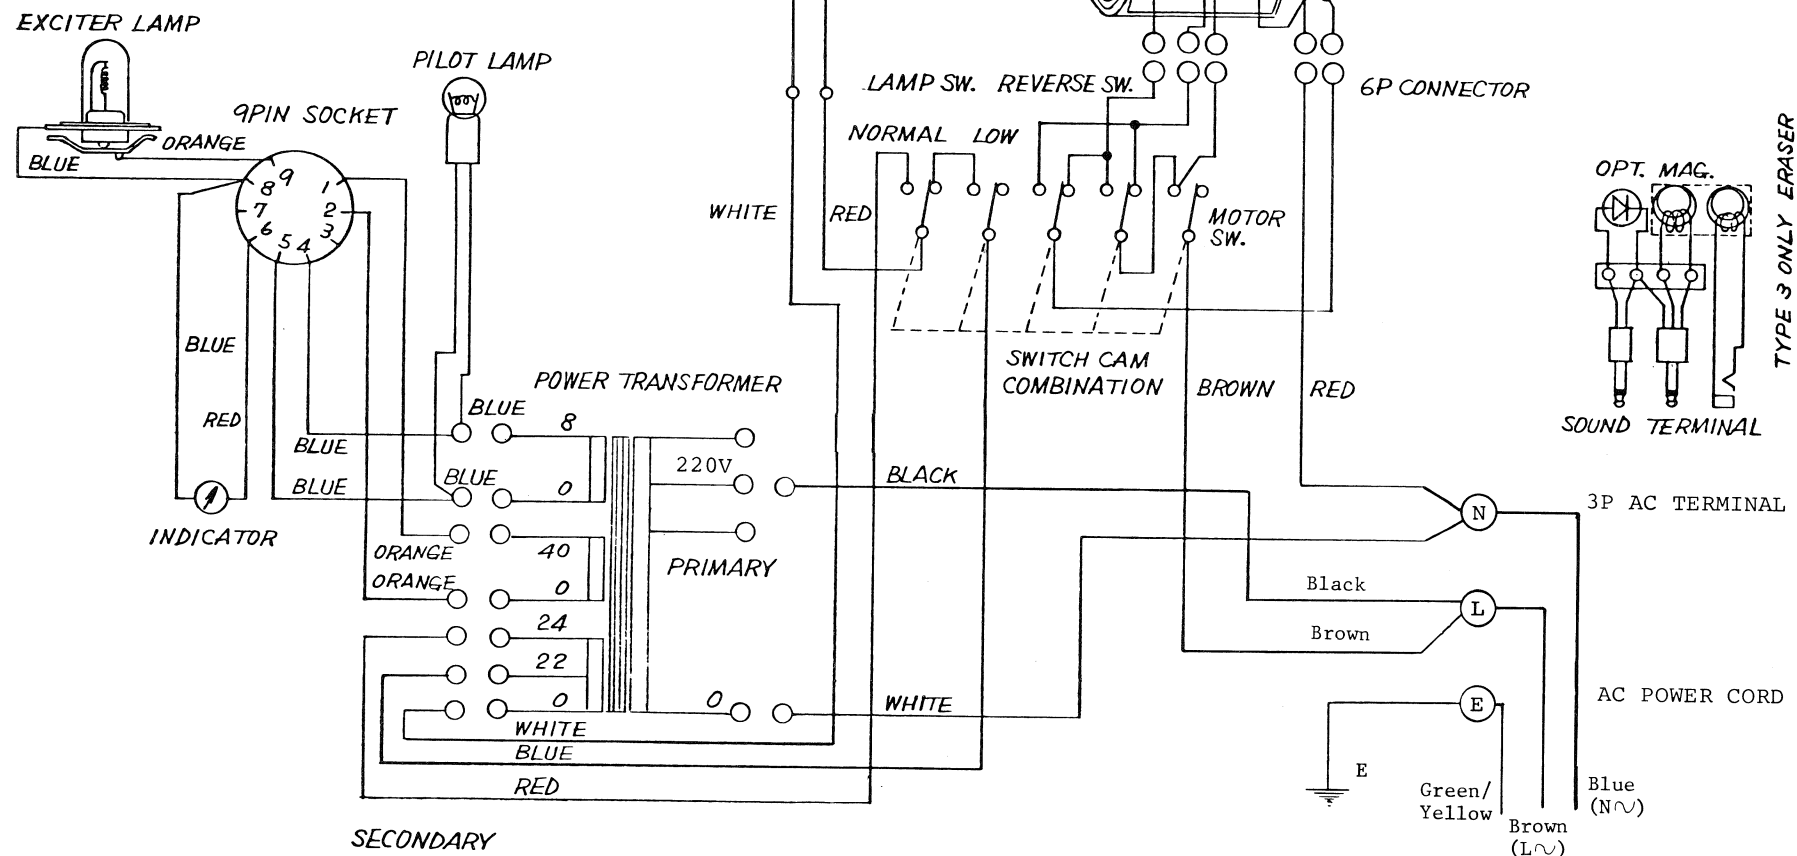 EXCITER LAMP
PILOT LAMP
9PIN SOCKET
ORANGE
BLUE
9
8
7
6
5
4
3
2
1
BLUE
RED
BLUE
BLUE
INDICATOR
LAMP SW. REVERSE SW.
NORMAL LOW
6P CONNECTOR
WHITE
RED
MOTOR
SW.
SWITCH CAM
COMBINATION
BROWN
RED
OPT. MAG.
TYPE 3 ONLY ERASER
SOUND TERMINAL
POWER TRANSFORMER
BLUE
8
BLUE
0
ORANGE
40
ORANGE
0
24
22
0
220V
PRIMARY
0
BLACK
WHITE
WHITE
BLUE
RED
SECONDARY
N
3P AC TERMINAL
Black
L
Brown
E
AC POWER CORD
E
Green/
Yellow
Brown
(L∿)
Blue
(N∿)